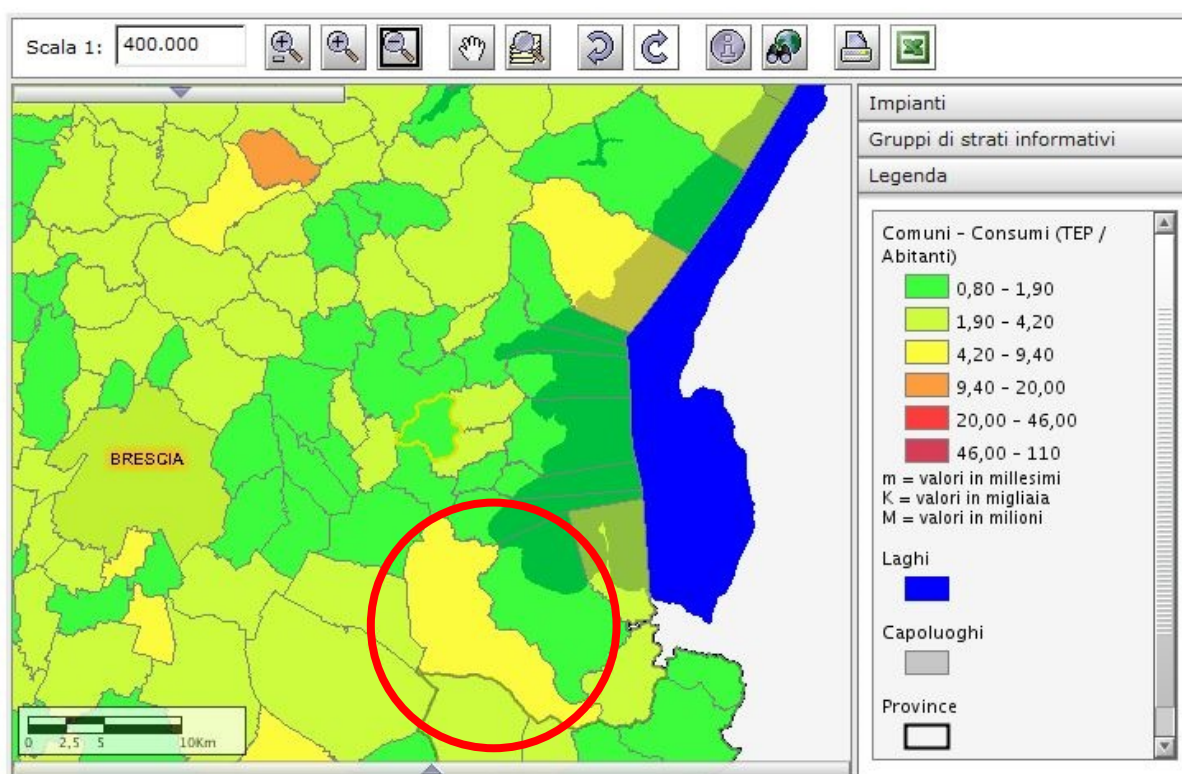 Scala 1: 400.000
Impianti
Gruppi di strati informativi
Legenda
Comuni - Consumi (TEP /
Abitanti)
0,80 - 1,90
1,90 - 4,20
4,20 - 9,40
9,40 - 20,00
20,00 - 46,00
46,00 - 110
m = valori in millesimi
K = valori in migliaia
M = valori in milioni
Laghi
Capoluoghi
Province
BRESCIA
0 2,5 5 10Km